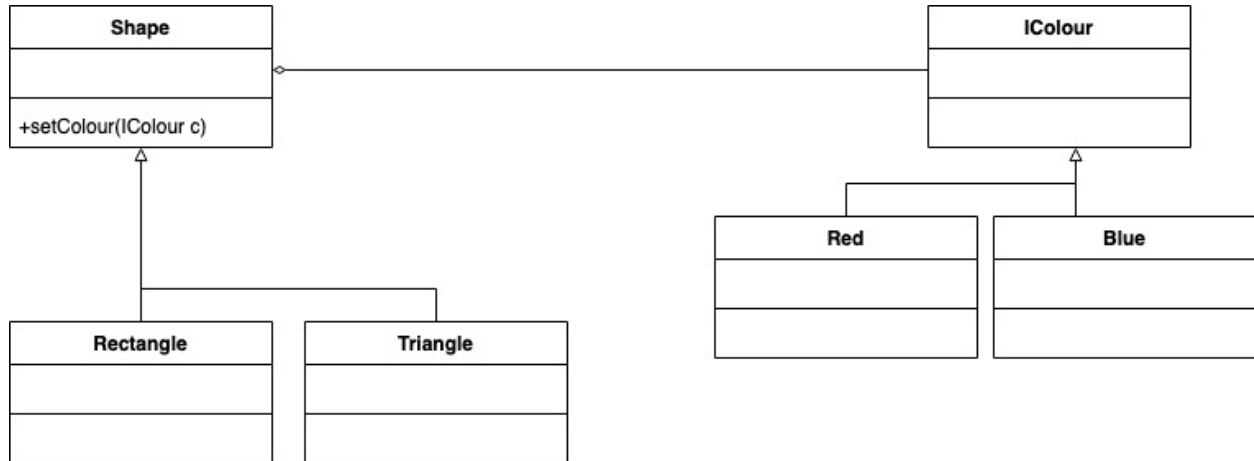 Shape
IColour
+setColour(IColour c)
Red
Blue
Rectangle
Triangle